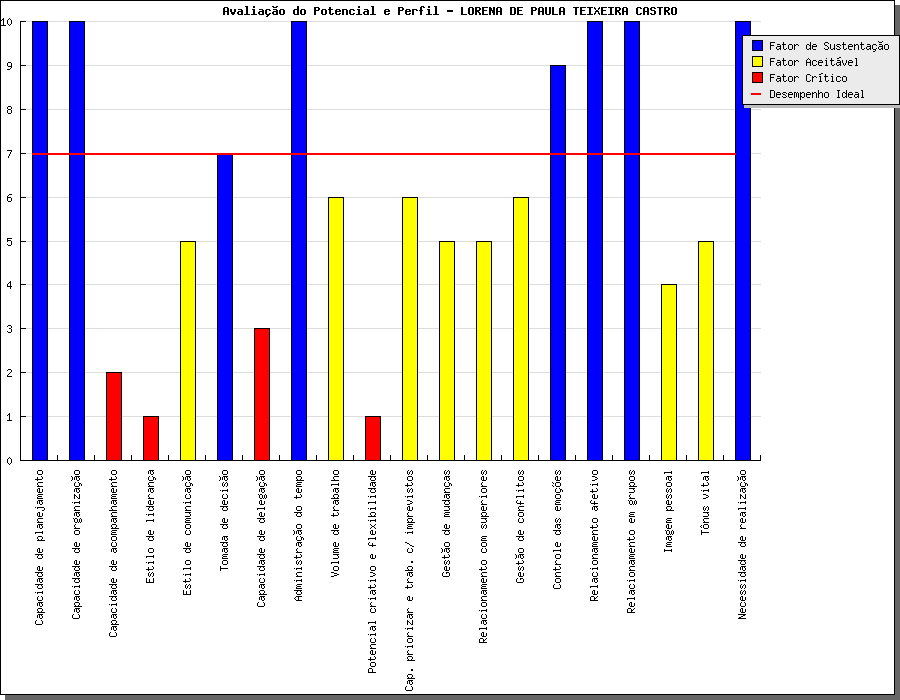 Avaliação do Potencial e Perfil - LORENA DE PAULA TEIXEIRA CASTRO
10
9
8
7
6
5
4
3
2
1
0
Fator de Sustentação
Fator Aceitável
Fator Crítico
Desempenho Ideal
Capacidade de planejamento
Capacidade de organização
Capacidade de acompanhamento
Estilo de liderança
Estilo de comunicação
Tomada de decisão
Capacidade de delegação
Administração do tempo
Volume de trabalho
Potencial criativo e flexibilidade
Cap. priorizar e trab. c/ imprevistos
Gestão de mudanças
Relacionamento com superiores
Gestão de conflitos
Controle das emoções
Relacionamento afetivo
Relacionamento em grupos
Imagem pessoal
Tônus vital
Necessidade de realização